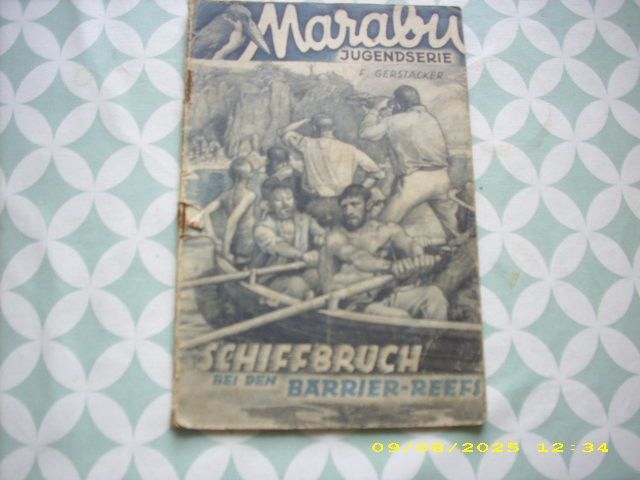 Marabu
JUGENDSERIE
F. GERSTÄCKER
SCHIFFBRUCH
BEI DEN BARRIER-REEFS
09/08/2025 12:34